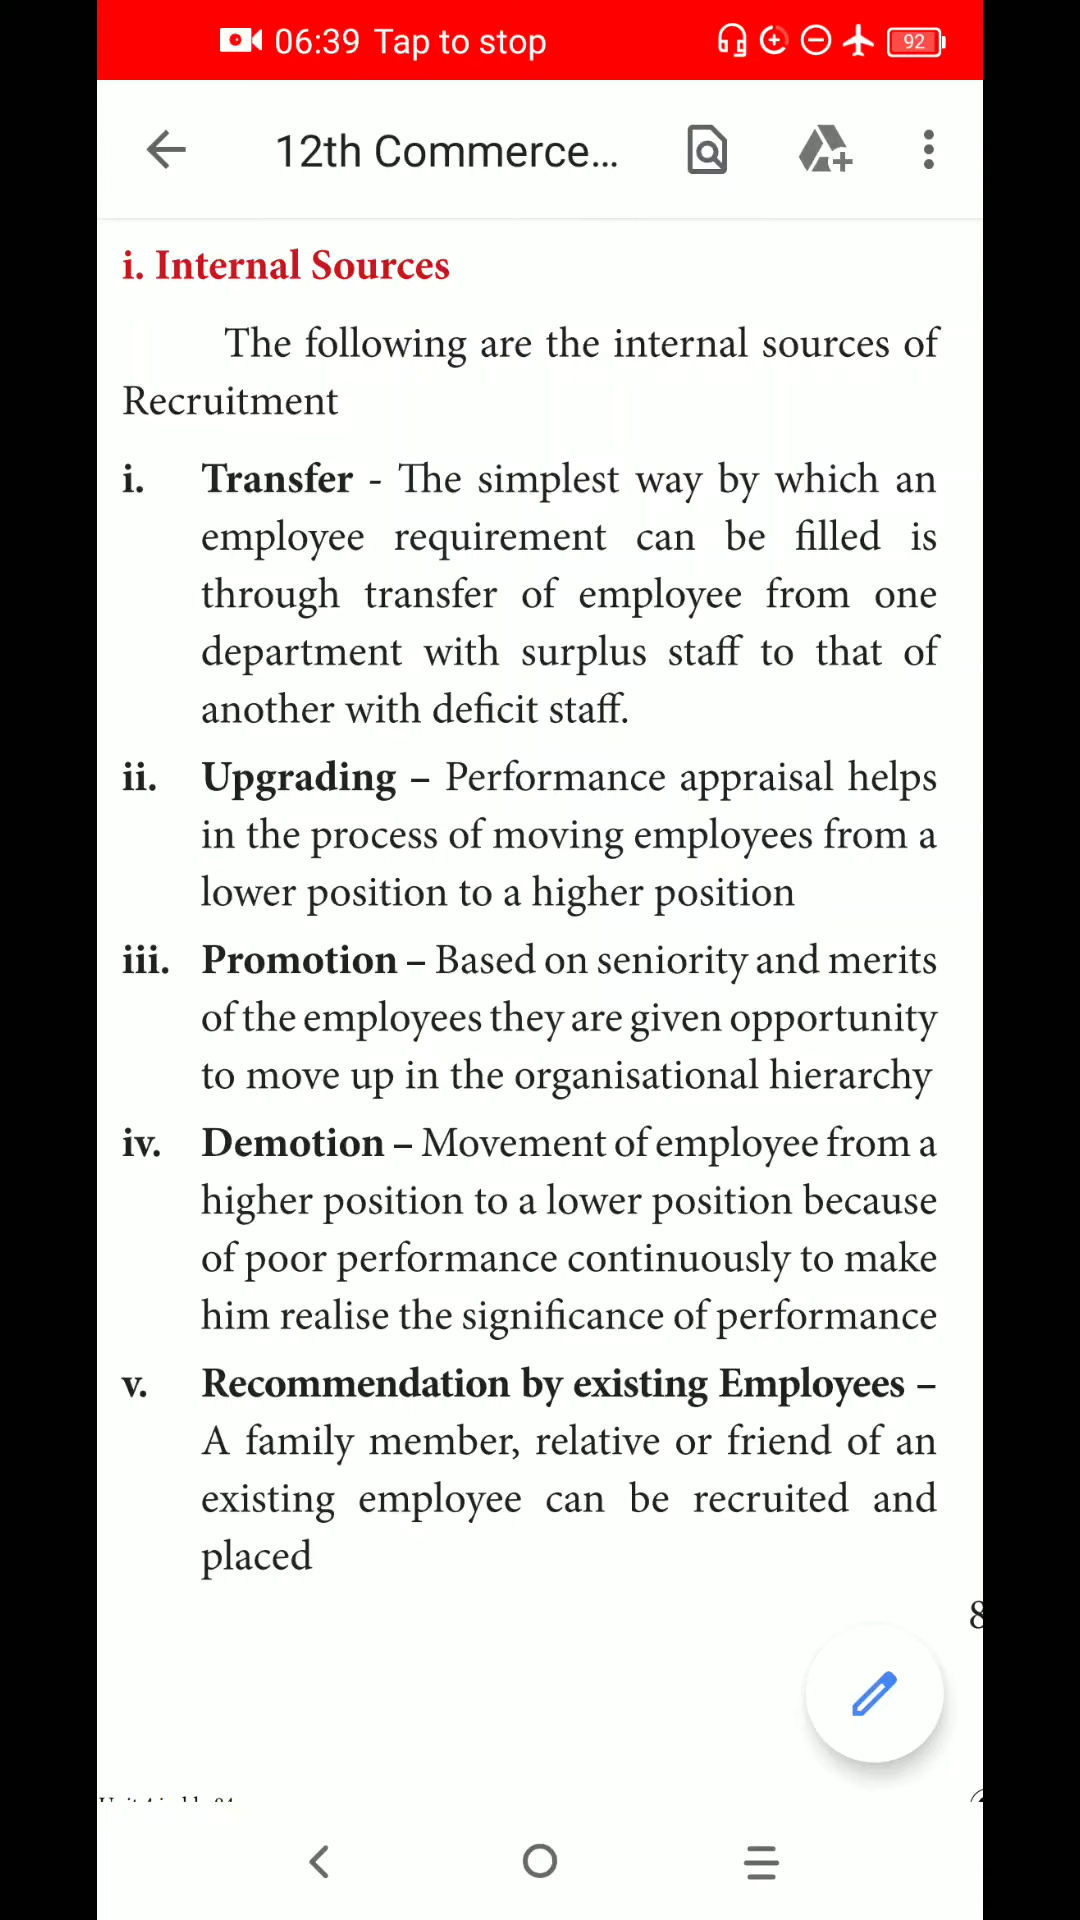 06:39 Tap to stop
92
12th Commerce...
i. Internal Sources
The following are the internal sources of
Recruitment
i. Transfer - The simplest way by which an
employee requirement can be filled is
through transfer of employee from one
department with surplus staff to that of
another with deficit staff.
ii. Upgrading – Performance appraisal helps
in the process of moving employees from a
lower position to a higher position
iii. Promotion – Based on seniority and merits
of the employees they are given opportunity
to move up in the organisational hierarchy
iv. Demotion – Movement of employee from a
higher position to a lower position because
of poor performance continuously to make
him realise the significance of performance
v. Recommendation by existing Employees –
A family member, relative or friend of an
existing employee can be recruited and
placed
8